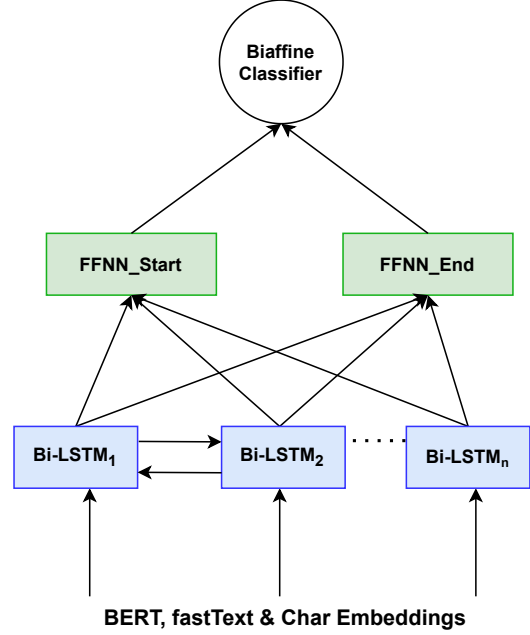 Biaffine
Classifier
FFNN_Start
FFNN_End
Bi-LSTM₁
Bi-LSTM₂
Bi-LSTMₙ
BERT, fastText & Char Embeddings